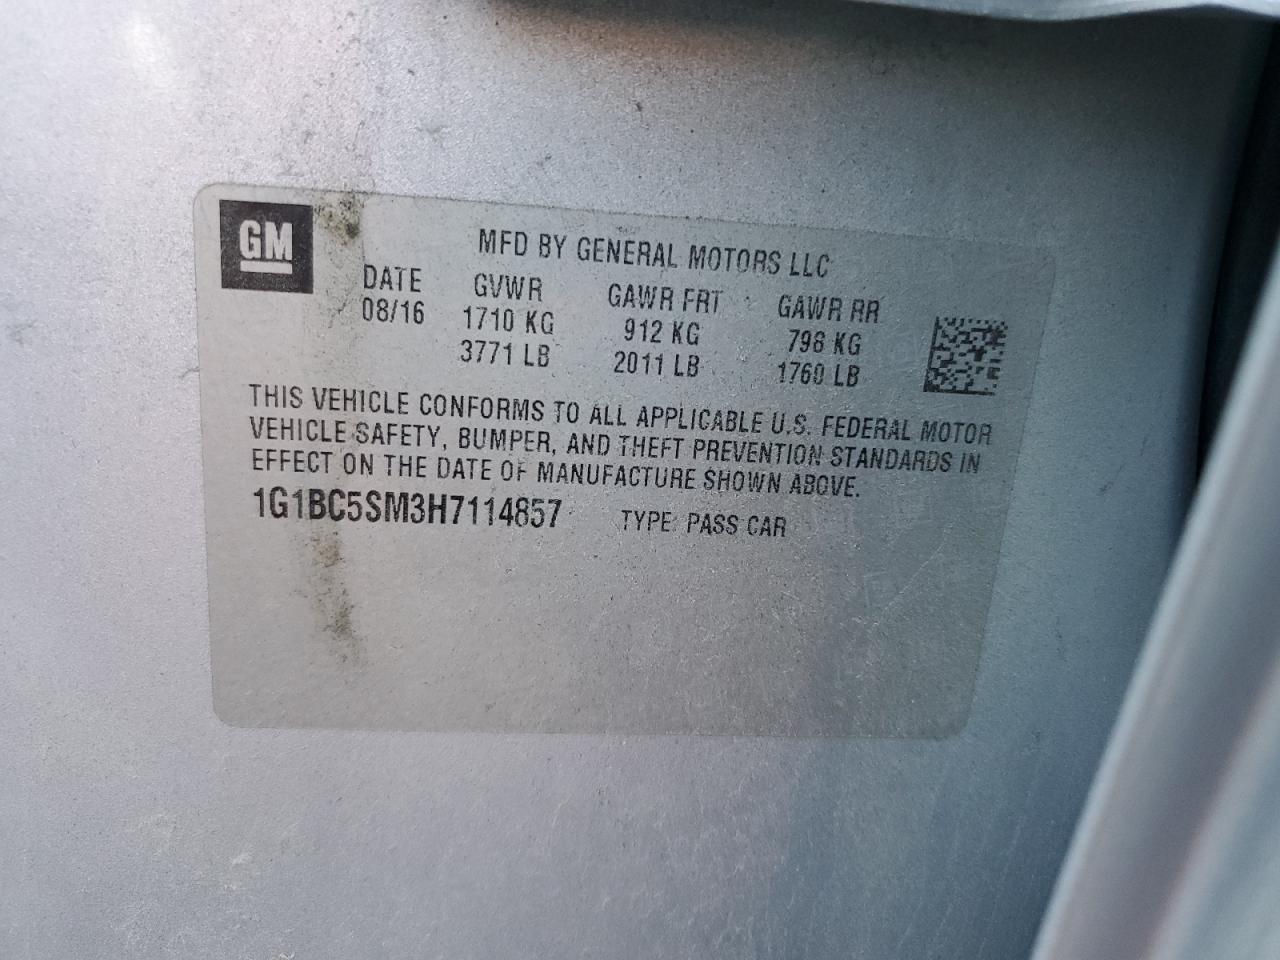 GM
MFD BY GENERAL MOTORS LLC
DATE GVWR GAWR FRT GAWR RR
08/16 1710 KG 912 KG 798 KG
3771 LB 2011 LB 1760 LB
THIS VEHICLE CONFORMS TO ALL APPLICABLE U.S. FEDERAL MOTOR
VEHICLE SAFETY, BUMPER, AND THEFT PREVENTION STANDARDS IN
EFFECT ON THE DATE OF MANUFACTURE SHOWN ABOVE.
1G1BC5SM3H7114857 TYPE: PASS CAR